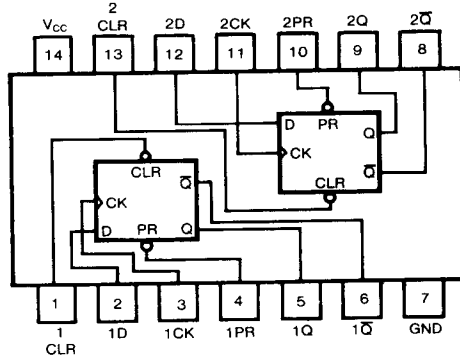 2
V_CC CLR 2D 2CK 2PR 2Q 2Q̅
14 13 12 11 10 9 8
D PR Q
CK
CLR Q̅
CLR Q̅
CK
D PR Q
1 2 3 4 5 6 7
1 1D 1CK 1PR 1Q 1Q̅ GND
CLR